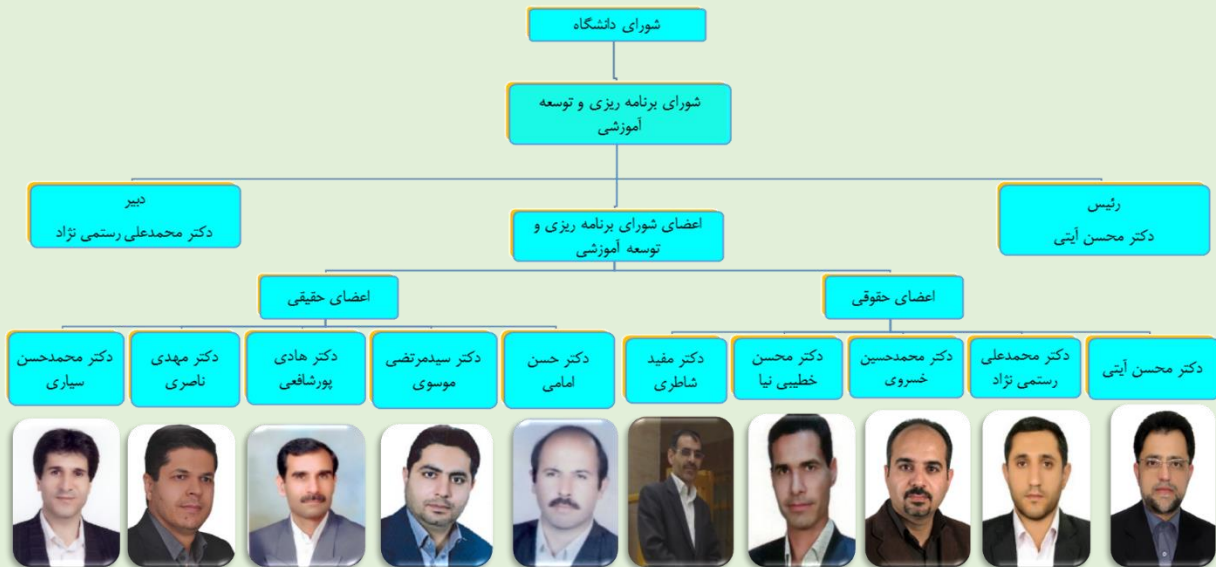 شورای دانشگاه
شورای برنامه ریزی و توسعه
آموزشی
رئیس
دکتر محسن آیتی
دبیر
دکتر محمدعلی رستمی نژاد
اعضای شورای برنامه ریزی و
توسعه آموزشی
اعضای حقوقی
اعضای حقیقی
دکتر محسن آیتی
دکتر محمدعلی
رستمی نژاد
دکتر محمدحسین
خسروی
دکتر محسن
خطیبی نیا
دکتر مفید
شاطری
دکتر حسن
امامی
دکتر سیدمرتضی
موسوی
دکتر هادی
پورشافعی
دکتر مهدی
ناصری
دکتر محمدحسن
سیاری